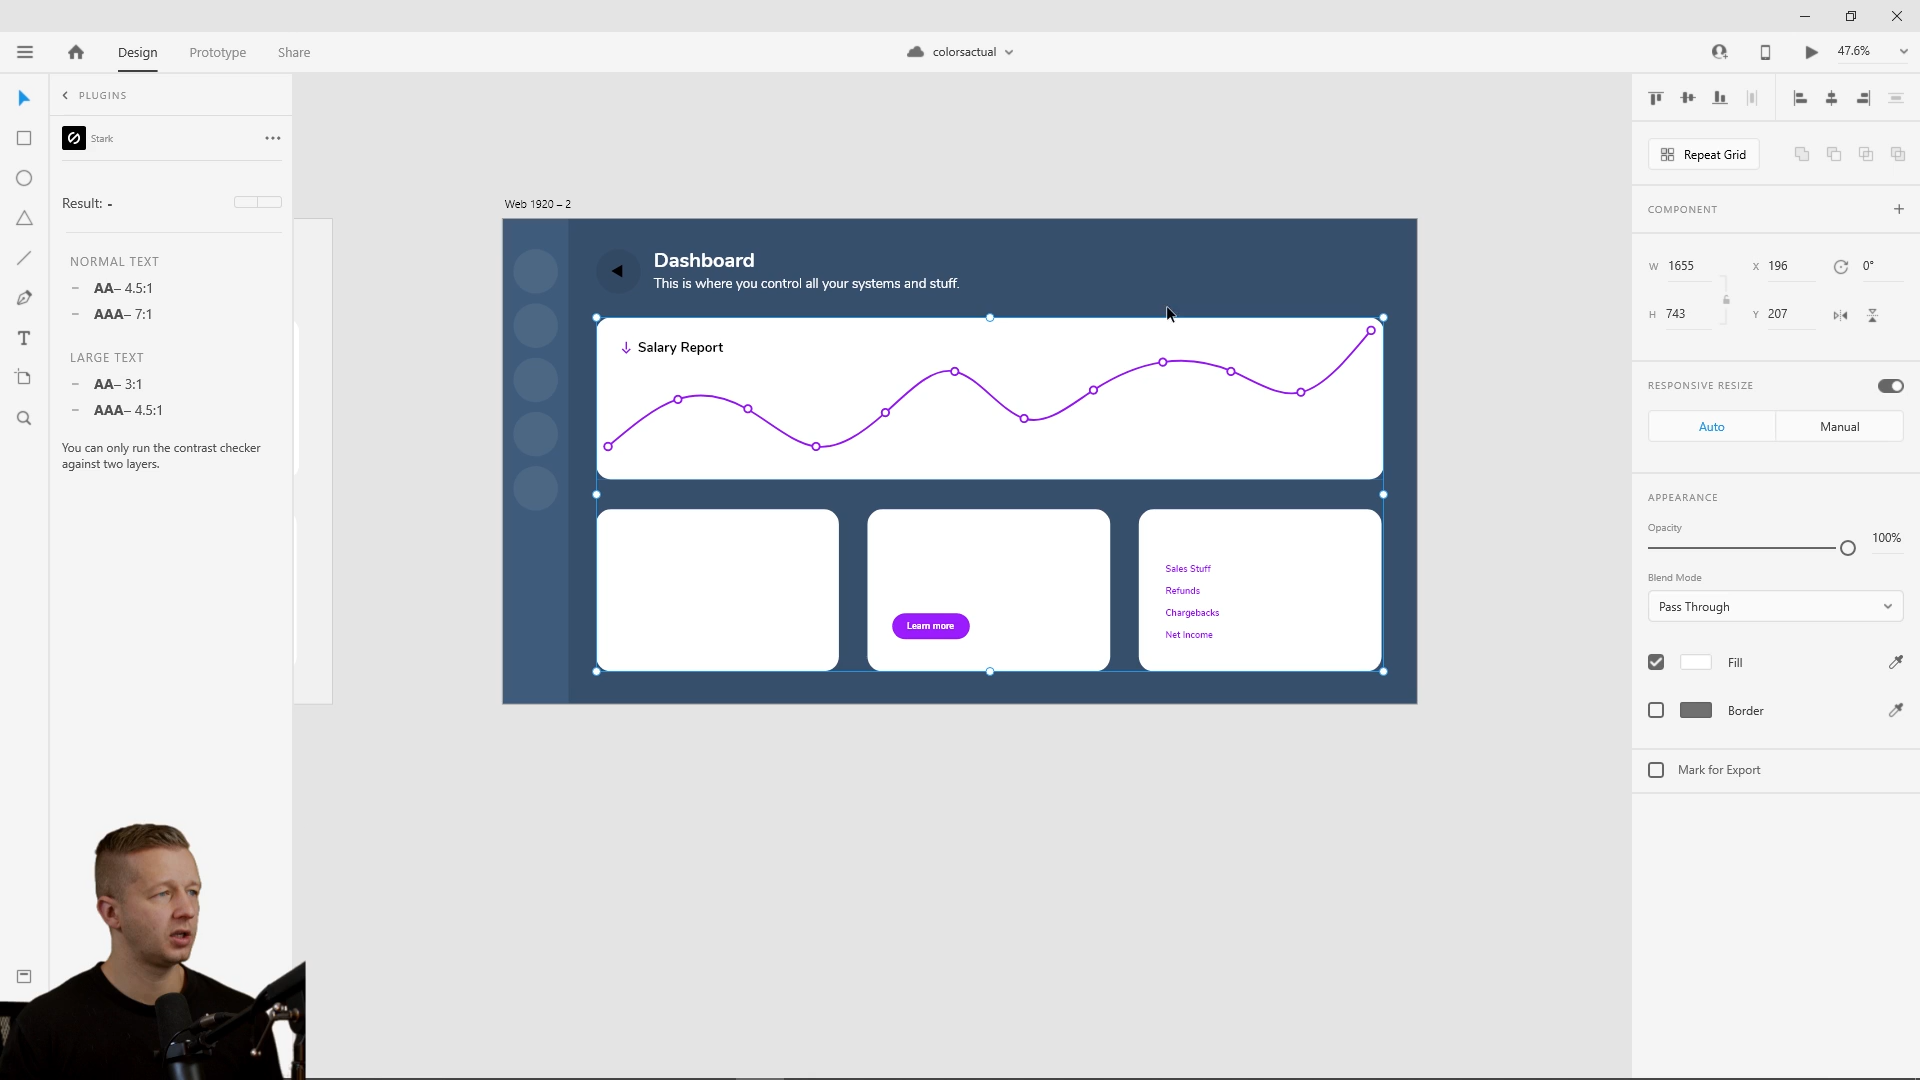 Design
Prototype
Share
colorsactual
47.6%
PLUGINS
Stark
Result: -
NORMAL TEXT
– AA– 4.5:1
– AAA– 7:1
LARGE TEXT
– AA– 3:1
– AAA– 4.5:1
You can only run the contrast checker
against two layers.
Web 1920 – 2
Dashboard
This is where you control all your systems and stuff.
Salary Report
Learn more
Sales Stuff
Refunds
Chargebacks
Net Income
Repeat Grid
COMPONENT
W 1655 X 196 0°
H 743 Y 207
RESPONSIVE RESIZE
Auto Manual
APPEARANCE
Opacity
100%
Blend Mode
Pass Through
Fill
Border
Mark for Export